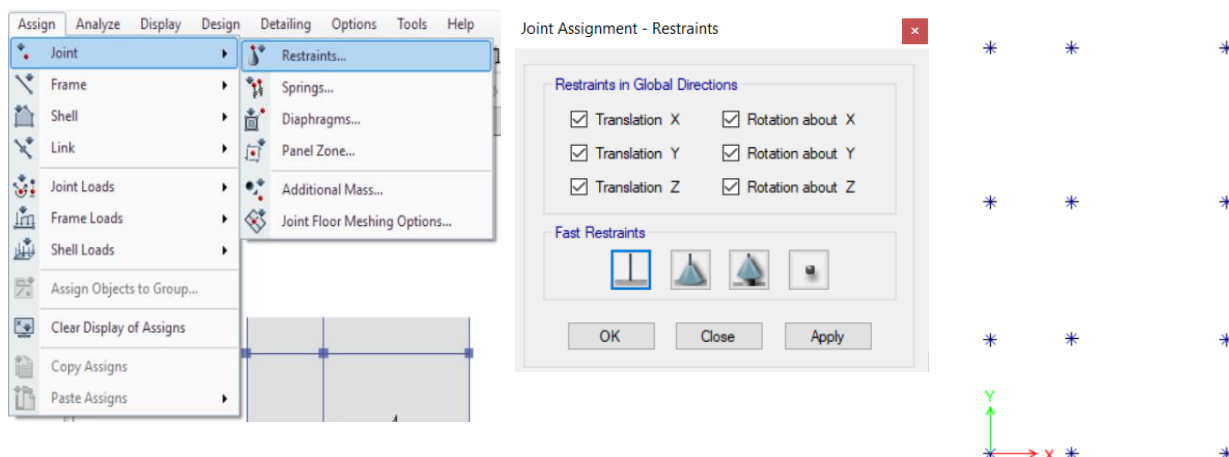 Assign Analyze Display Design Detailing Options Tools Help
Joint
Frame
Shell
Link
Joint Loads
Frame Loads
Shell Loads
Assign Objects to Group...
Clear Display of Assigns
Copy Assigns
Paste Assigns
Restraints...
Springs...
Diaphragms...
Panel Zone...
Additional Mass...
Joint Floor Meshing Options...
Joint Assignment - Restraints
Restraints in Global Directions
Translation X Rotation about X
Translation Y Rotation about Y
Translation Z Rotation about Z
Fast Restraints
OK Close Apply
Y
X